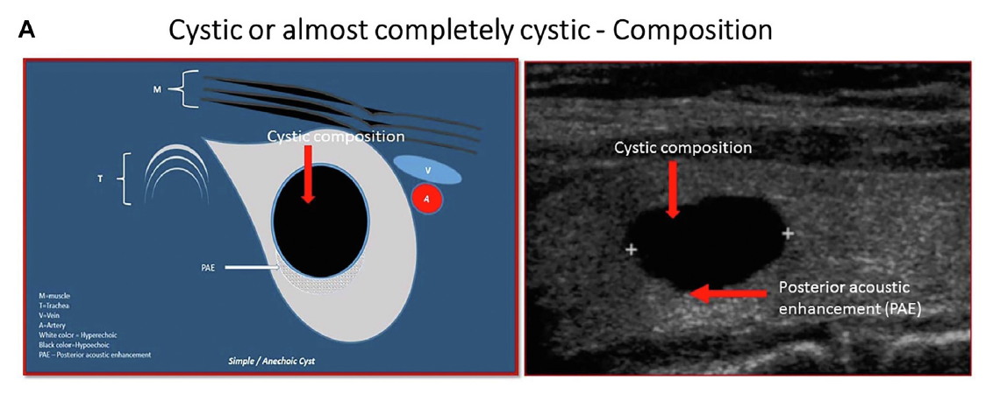 A
Cystic or almost completely cystic - Composition
M
Cystic composition
T
V
A
PAE
M=muscle
T=Trachea
V=Vein
A=Artery
White color = Hyperechoic
Black color=Hypoechoic
PAE – Posterior acoustic enhancement
Simple / Anechoic Cyst
Cystic composition
Posterior acoustic
enhancement (PAE)